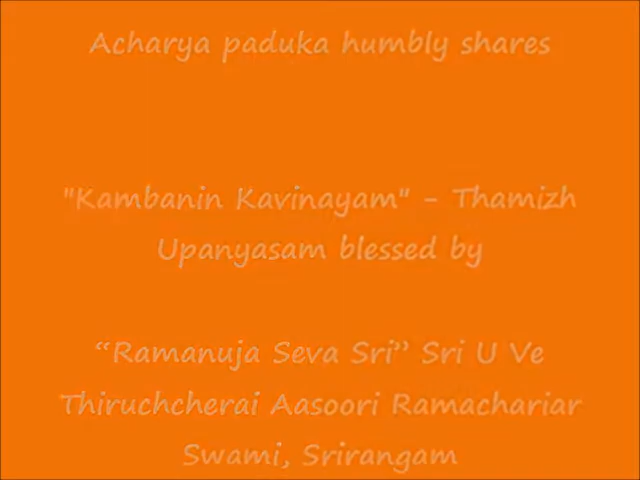 Acharya paduka humbly shares
"Kambanin Kavinayam" - Thamizh
Upanyasam blessed by
“Ramanuja Seva Sri” Sri U Ve
Thiruchcherai Aasoori Ramachariar
Swami, Srirangam